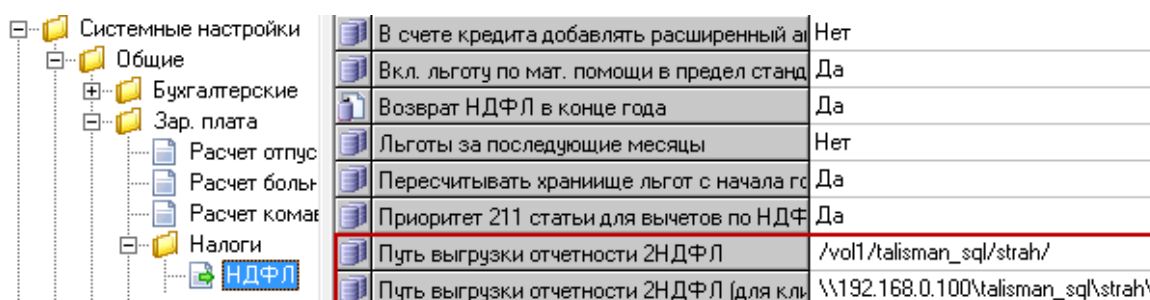 Системные настройки
Общие
Бухгалтерские
Зар. плата
Расчет отпус
Расчет больн
Расчет комав
Налоги
НДФЛ
В счете кредита добавлять расширенный а Нет
Вкл. льготу по мат. помощи в предел станд Да
Возврат НДФЛ в конце года Да
Льготы за последующие месяцы Нет
Пересчитывать храниище льгот с начала го Да
Приоритет 211 статьи для вычетов по НДФ Да
Путь выгрузки отчетности 2НДФЛ /vol1/talisman_sql/strah/
Путь выгрузки отчетности 2НДФЛ (для кли \\192.168.0.100\talisman_sql\strah\